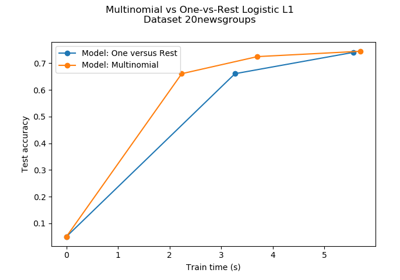 Multinomial vs One-vs-Rest Logistic L1
Dataset 20newsgroups
Model: One versus Rest
Model: Multinomial
Test accuracy
0.7
0.6
0.5
0.4
0.3
0.2
0.1
0
1
2
3
4
5
Train time (s)